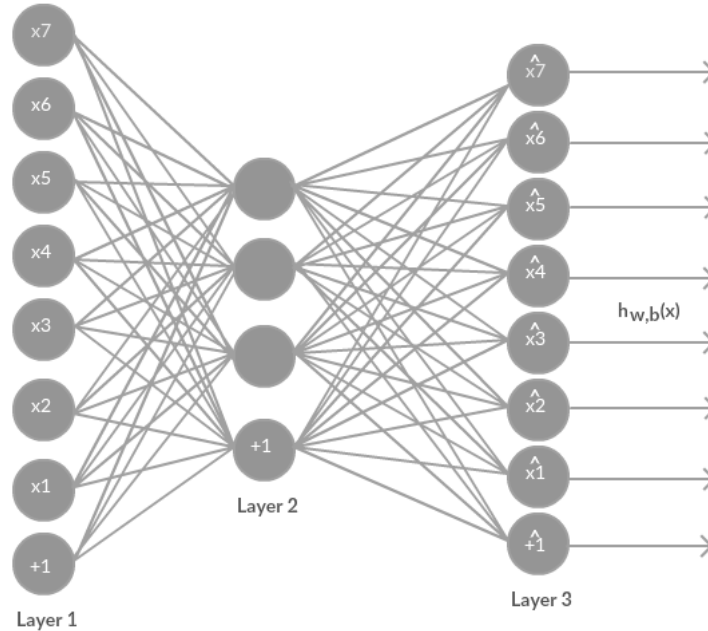 x7
x6
x5
x4
x3
x2
x1
+1
Layer 1
+1
Layer 2
x̂7
x̂6
x̂5
x̂4
x̂3
x̂2
x̂1
+̂1
Layer 3
hw,b(x)